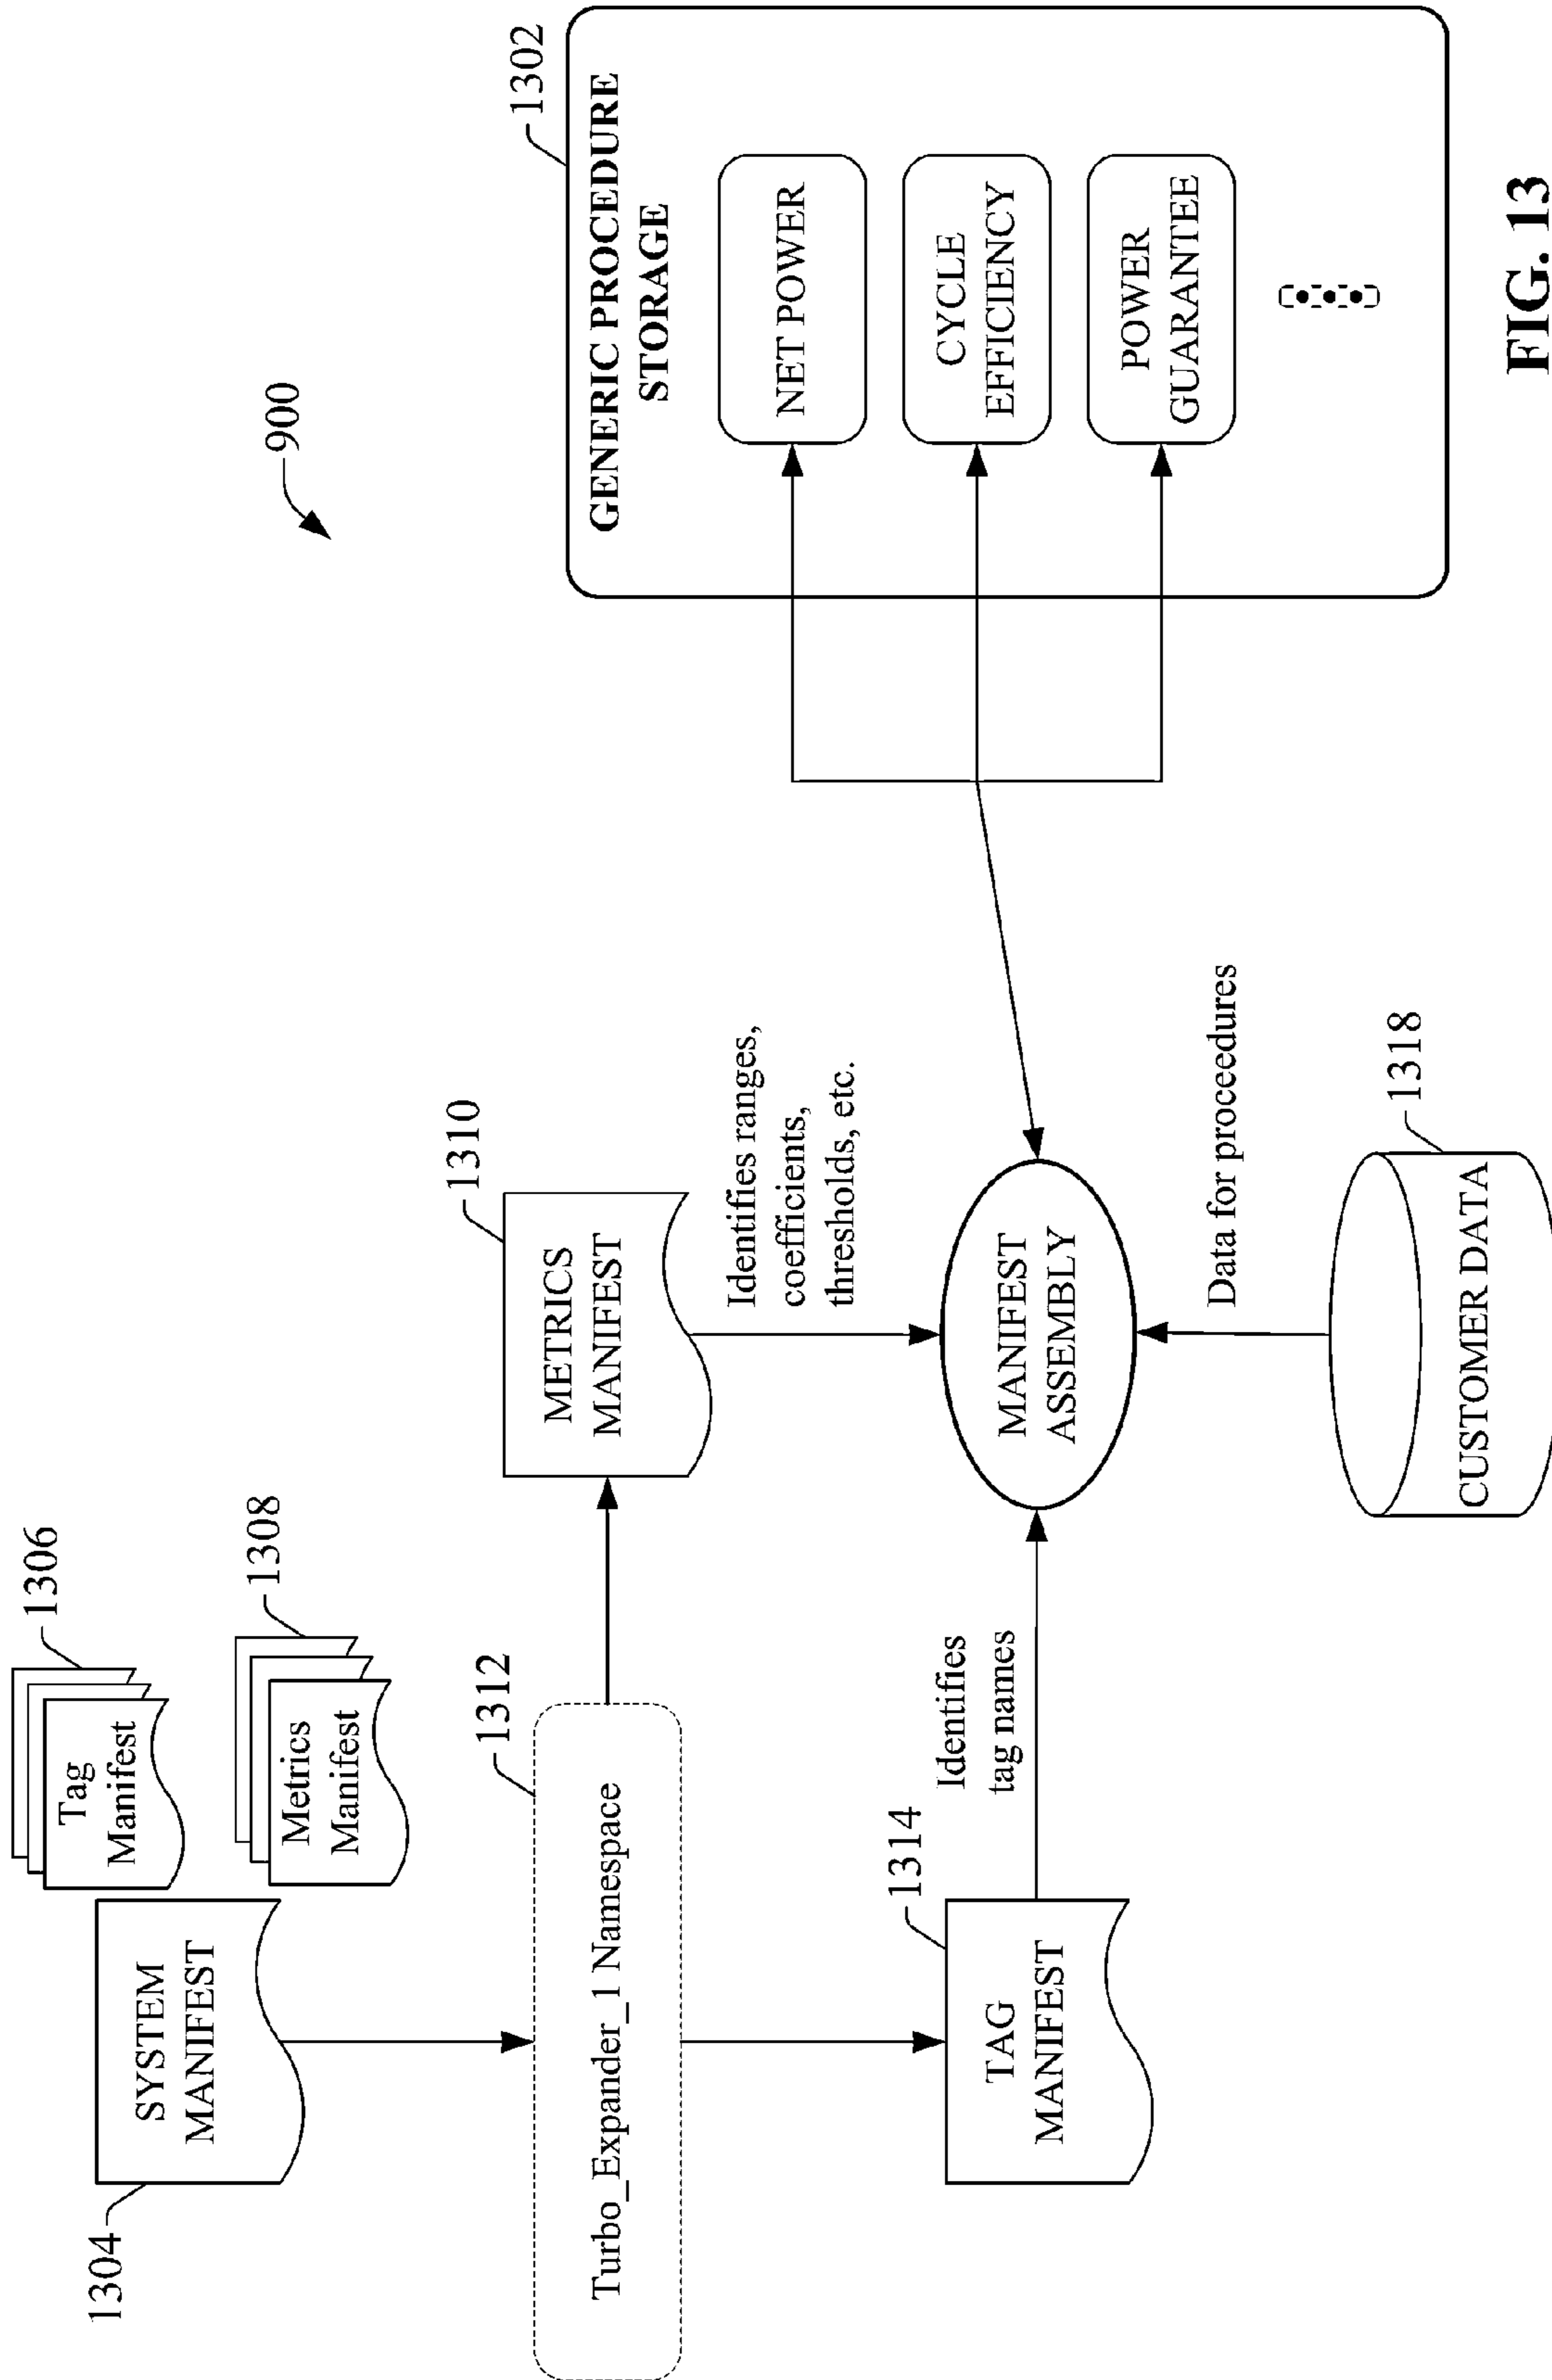 900
1306
Tag
Manifest
1308
Metrics
Manifest
1304
SYSTEM
MANIFEST
1312
Turbo_Expander_1 Namespace
1310
METRICS
MANIFEST
Identifies ranges,
coefficients,
thresholds, etc.
1314
TAG
MANIFEST
Identifies
tag names
MANIFEST
ASSEMBLY
Data for procedures
1318
CUSTOMER DATA
1302
GENERIC PROCEDURE
STORAGE
NET POWER
CYCLE
EFFICIENCY
POWER
GUARANTEE
FIG. 13